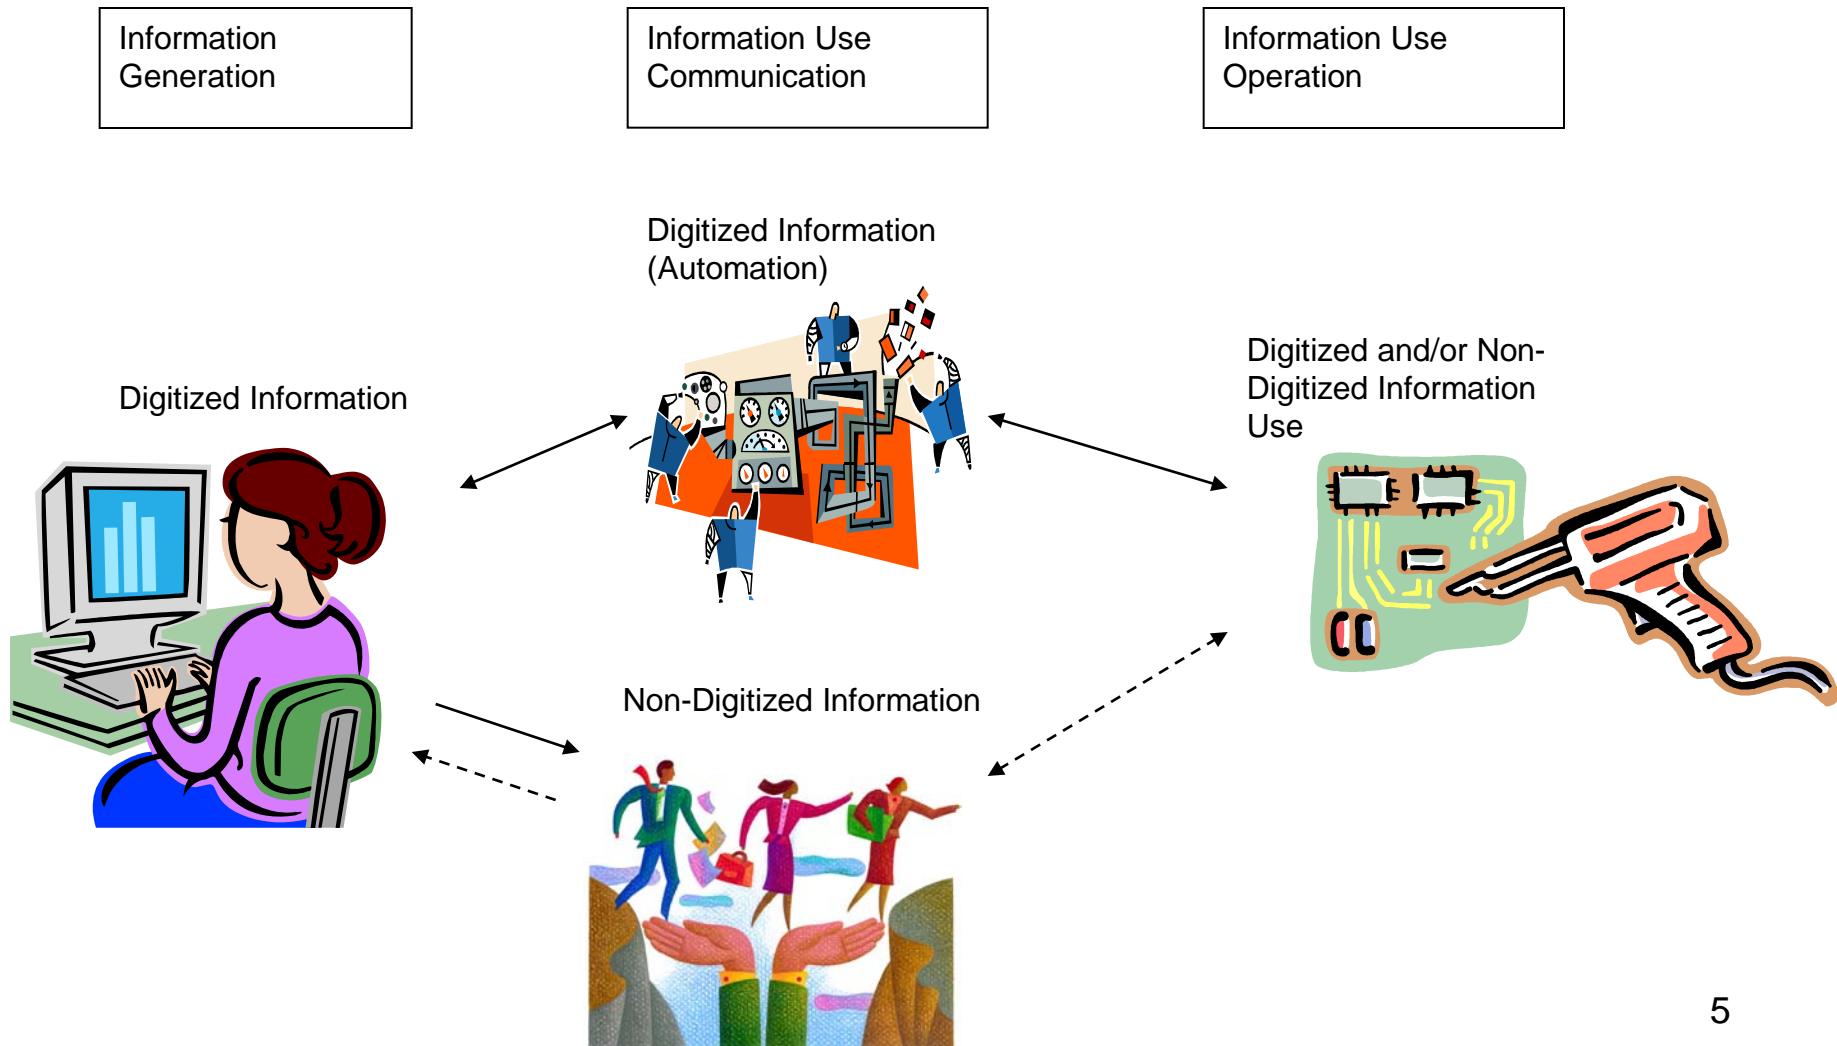 Information
Generation
Information Use
Communication
Information Use
Operation
Digitized Information
(Automation)
Digitized and/or Non-
Digitized Information
Use
Digitized Information
Non-Digitized Information
5